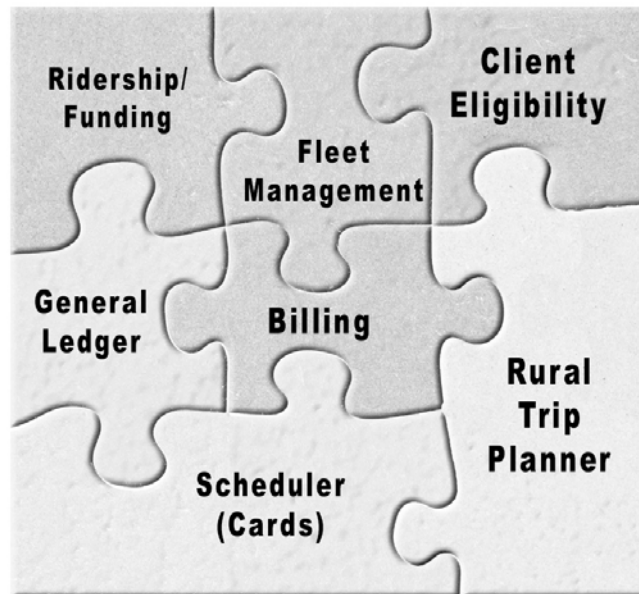 Ridership/
Funding
Fleet
Management
Client
Eligibility
General
Ledger
Billing
Rural
Trip
Planner
Scheduler
(Cards)